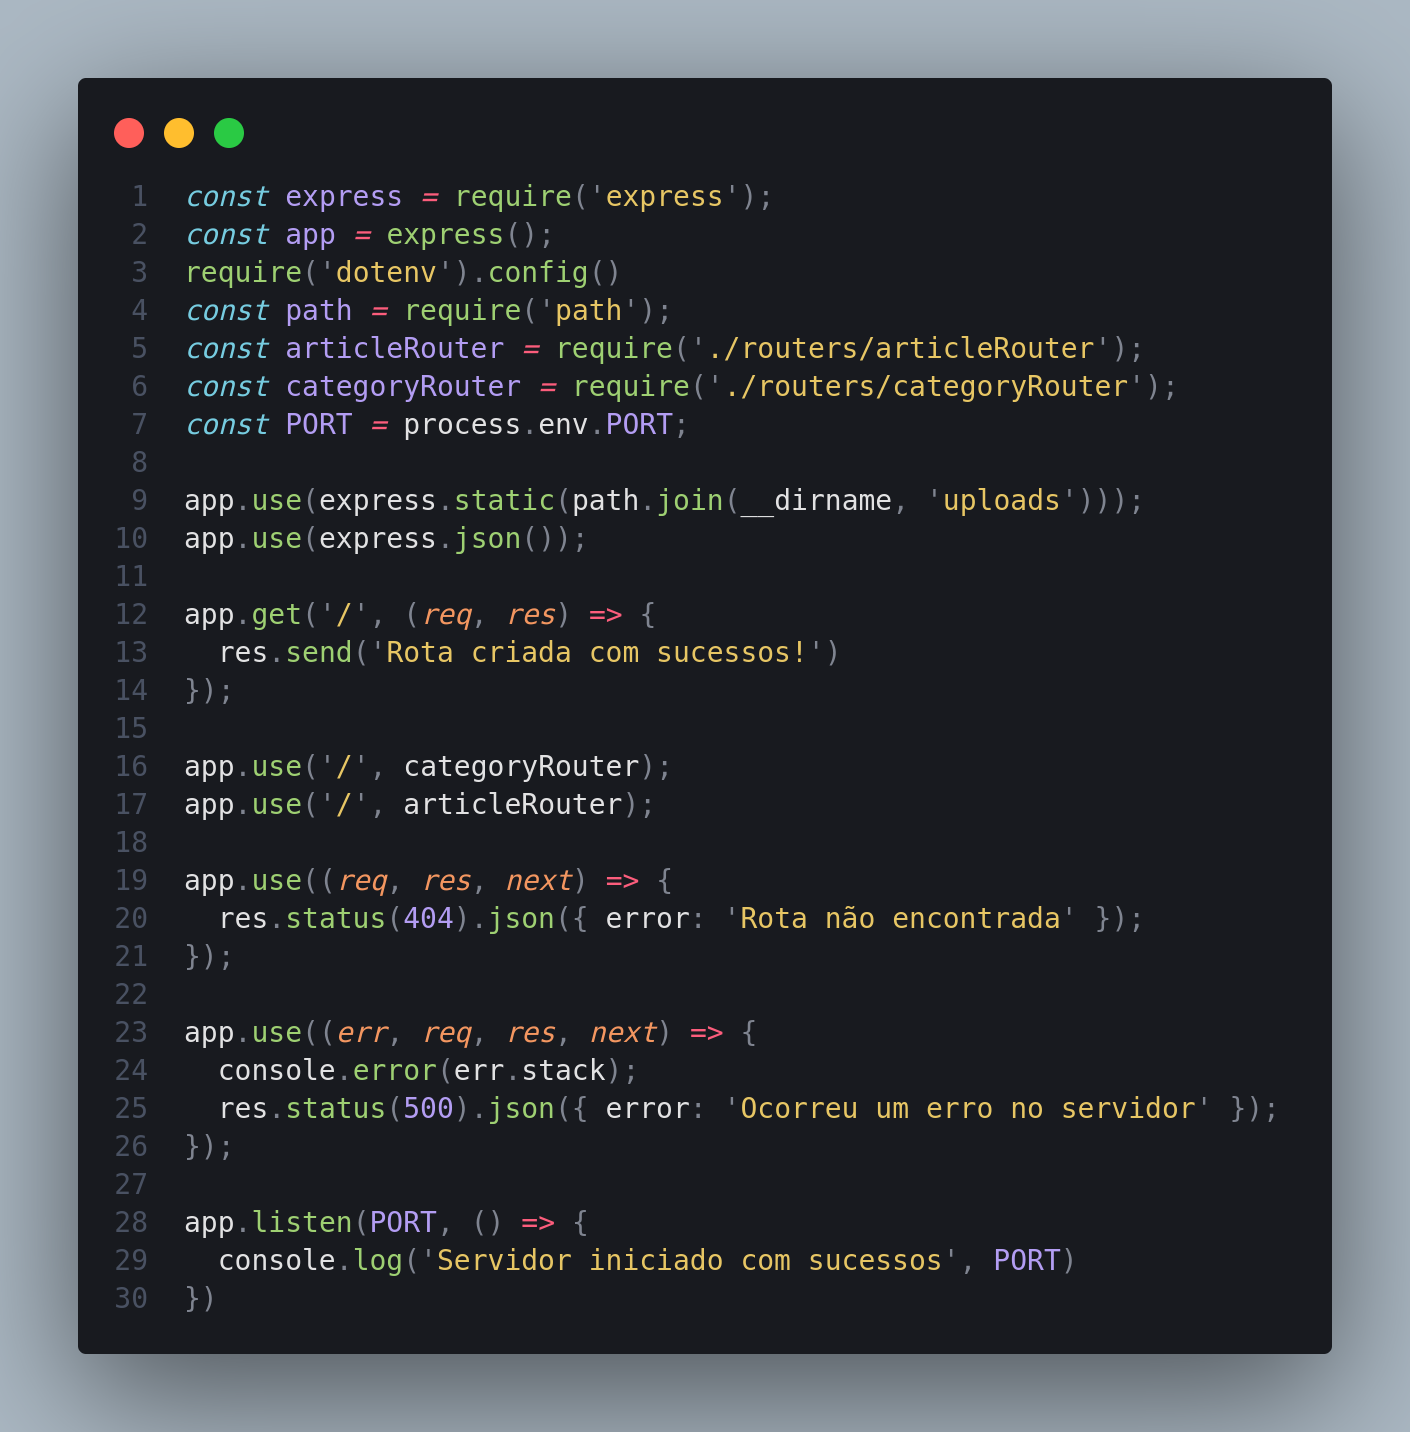 1 const express = require('express');
2 const app = express();
3 require('dotenv').config()
4 const path = require('path');
5 const articleRouter = require('./routers/articleRouter');
6 const categoryRouter = require('./routers/categoryRouter');
7 const PORT = process.env.PORT;
8
9 app.use(express.static(path.join(__dirname, 'uploads')));
10 app.use(express.json());
11
12 app.get('/', (req, res) => {
13   res.send('Rota criada com sucessos!')
14 });
15
16 app.use('/', categoryRouter);
17 app.use('/', articleRouter);
18
19 app.use((req, res, next) => {
20   res.status(404).json({ error: 'Rota não encontrada' });
21 });
22
23 app.use((err, req, res, next) => {
24   console.error(err.stack);
25   res.status(500).json({ error: 'Ocorreu um erro no servidor' });
26 });
27
28 app.listen(PORT, () => {
29   console.log('Servidor iniciado com sucessos', PORT)
30 })